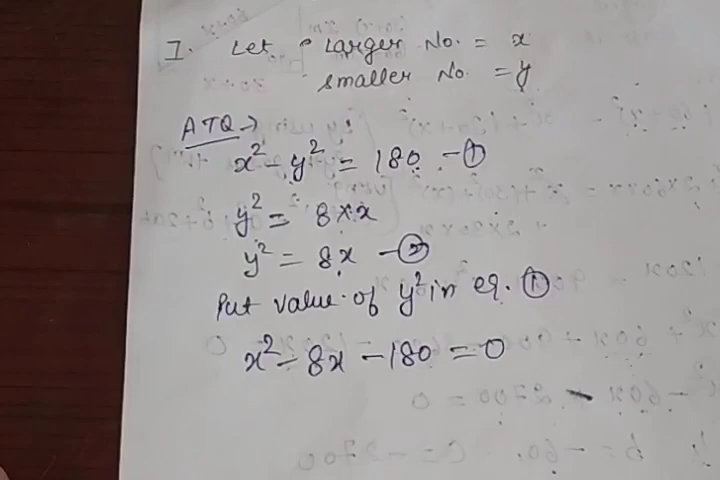 I. Let larger No. = x
smaller No. = y
ATQ →
x² - y² = 180 - ①
y² = 8 × x
y² = 8x - ②
Put value of y² in eq. ①
x² - 8x - 180 = 0